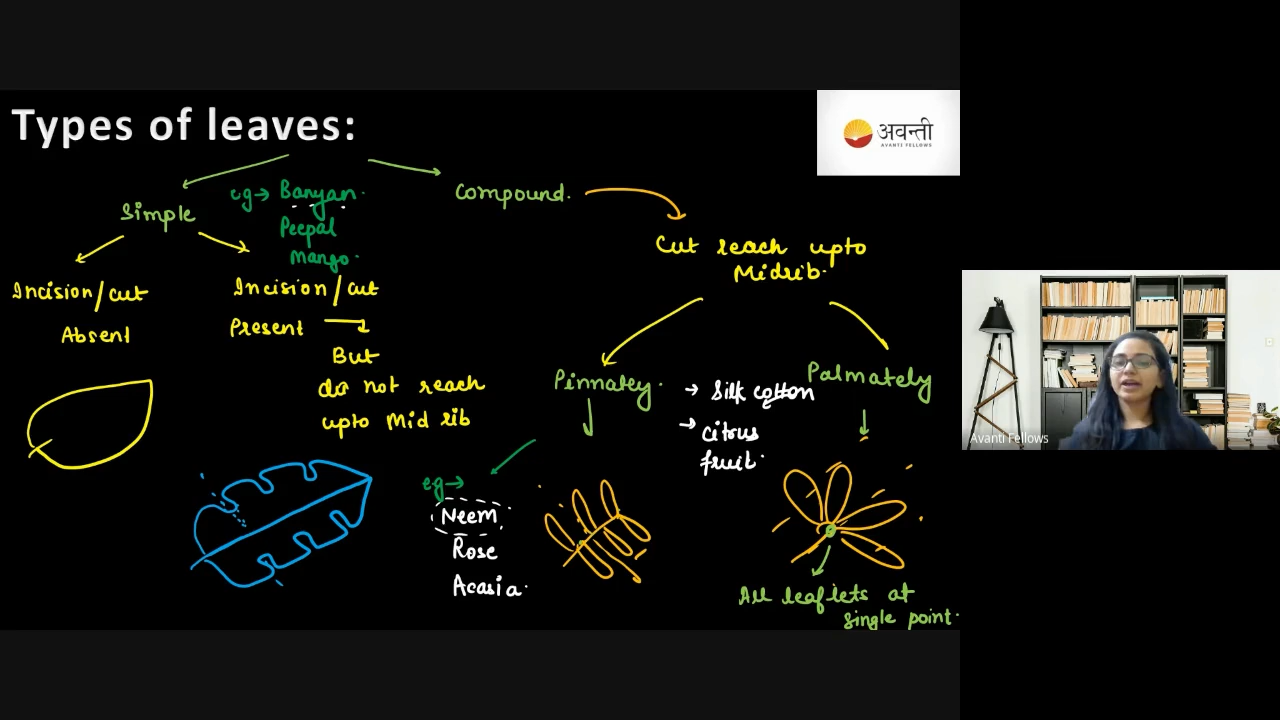 Types of leaves:
अवन्ती
AVANTI FELLOWS
Simple
eg → Banyan.
Peepal
Mango.
Compound.
Incision/cut
Absent
Incision/cut
Present
But
do not reach
upto Mid rib
Cut reach upto
Midrib.
Pinnatey.
→ Silk cotton
→ citrus
fruit.
Palmately
eg →
Neem
Rose
Acasia.
All leaflets at
single point.
Avanti Fellows